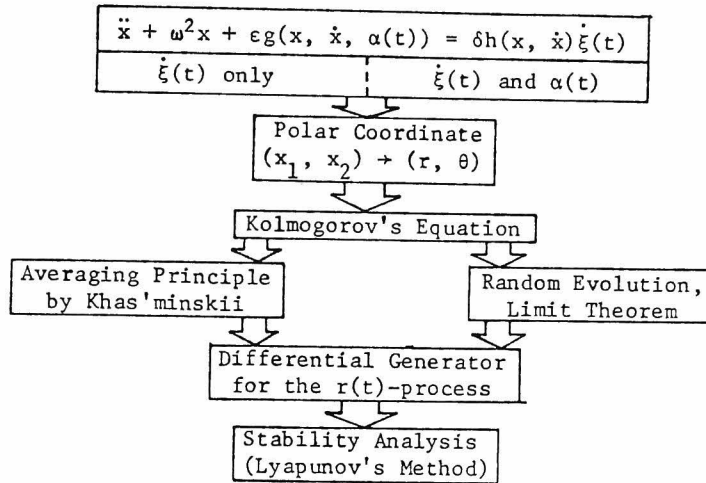 ẍ + ω²x + εg(x, ẋ, α(t)) = δh(x, ẋ)ξ̇(t)
ξ̇(t) only ξ̇(t) and α(t)
Polar Coordinate
(x₁, x₂) → (r, θ)
Kolmogorov's Equation
Averaging Principle
by Khas'minskii
Random Evolution,
Limit Theorem
Differential Generator
for the r(t)-process
Stability Analysis
(Lyapunov's Method)